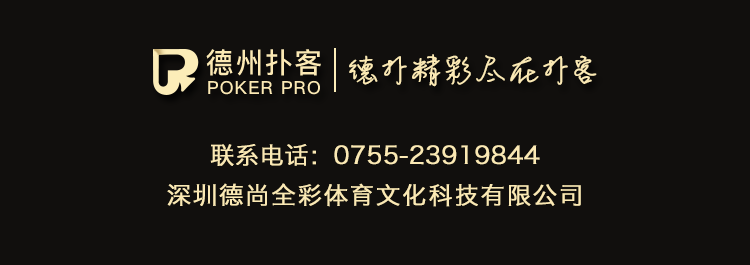 德州扑客
POKER PRO
德扑精彩尽在扑客
联系电话：0755-23919844
深圳德尚全彩体育文化科技有限公司